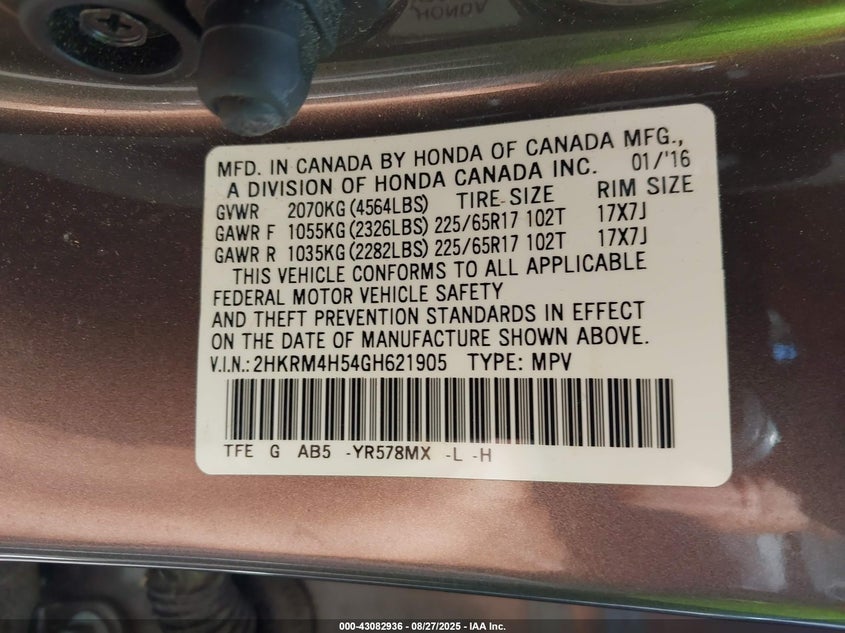 MFD. IN CANADA BY HONDA OF CANADA MFG.,
A DIVISION OF HONDA CANADA INC. 01/'16
GVWR 2070KG(4564LBS) TIRE SIZE RIM SIZE
GAWR F 1055KG(2326LBS) 225/65R17 102T 17X7J
GAWR R 1035KG(2282LBS) 225/65R17 102T 17X7J
THIS VEHICLE CONFORMS TO ALL APPLICABLE
FEDERAL MOTOR VEHICLE SAFETY
AND THEFT PREVENTION STANDARDS IN EFFECT
ON THE DATE OF MANUFACTURE SHOWN ABOVE.
V.I.N.:2HKRM4H54GH621905 TYPE: MPV
TFE G AB5 -YR578MX -L -H
000-43082936 - 08/27/2025 - IAA Inc.